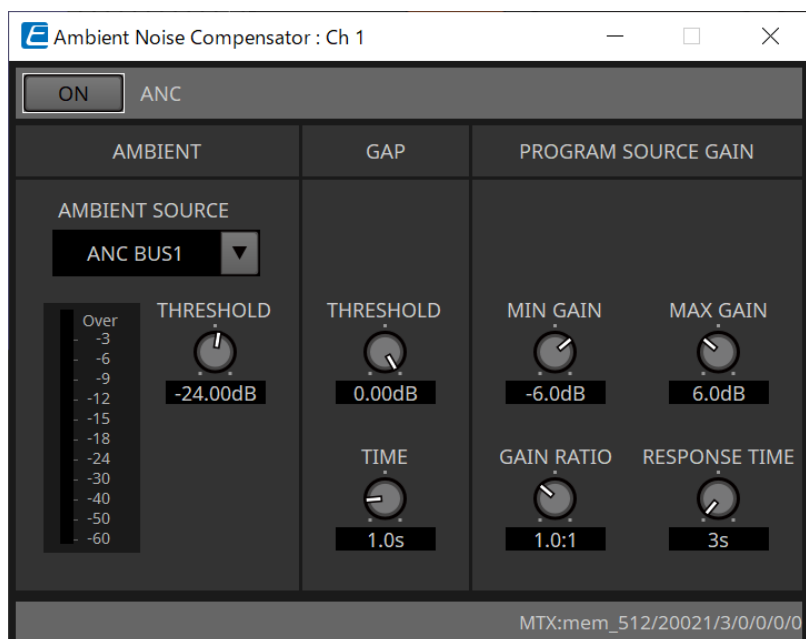 E Ambient Noise Compensator : Ch 1
ON ANC
AMBIENT GAP PROGRAM SOURCE GAIN
AMBIENT SOURCE
ANC BUS1
THRESHOLD THRESHOLD MIN GAIN MAX GAIN
-24.00dB 0.00dB -6.0dB 6.0dB
Over
-3
-6
-9
-12
-15
-18
-24
-30
-40
-50
-60
TIME GAIN RATIO RESPONSE TIME
1.0s 1.0:1 3s
MTX:mem_512/20021/3/0/0/0/0